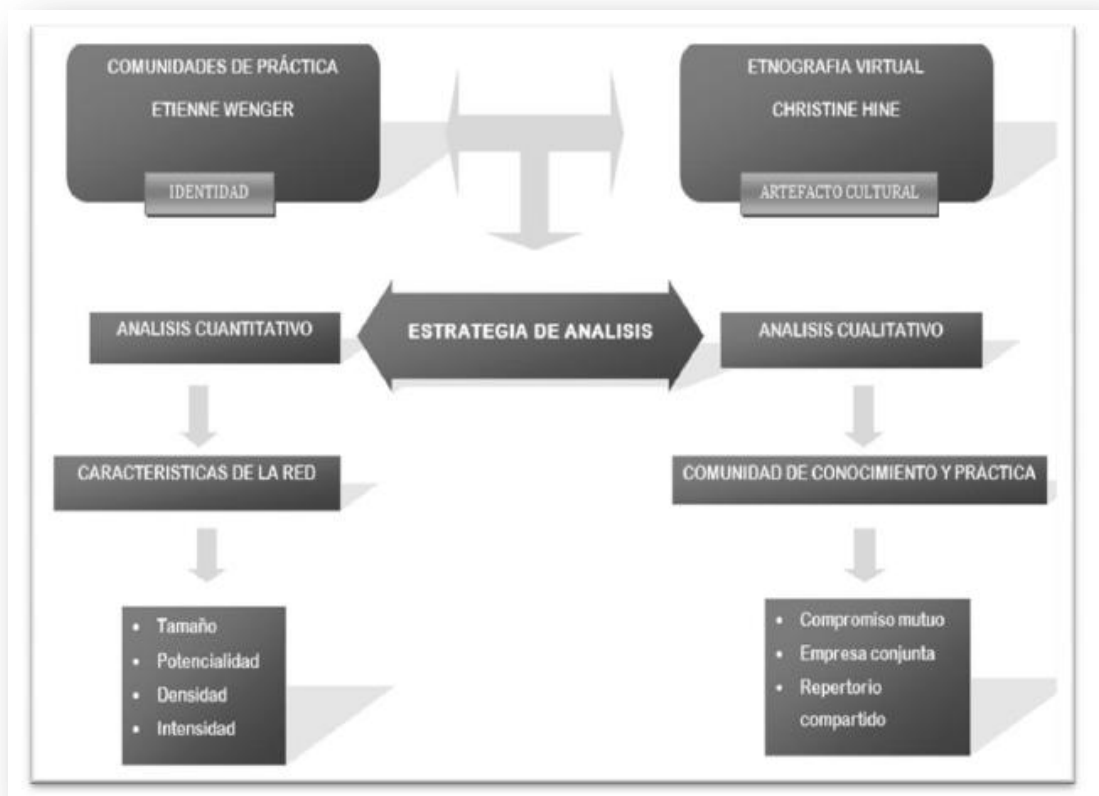 COMUNIDADES DE PRÁCTICA
ETIENNE WENGER
IDENTIDAD
ETNOGRAFIA VIRTUAL
CHRISTINE HINE
ARTEFACTO CULTURAL
ANALISIS CUANTITATIVO
ESTRATEGIA DE ANALISIS
ANALISIS CUALITATIVO
CARACTERISTICAS DE LA RED
COMUNIDAD DE CONOCIMIENTO Y PRÁCTICA
• Tamaño
• Potencialidad
• Densidad
• Intensidad
• Compromiso mutuo
• Empresa conjunta
• Repertorio
compartido